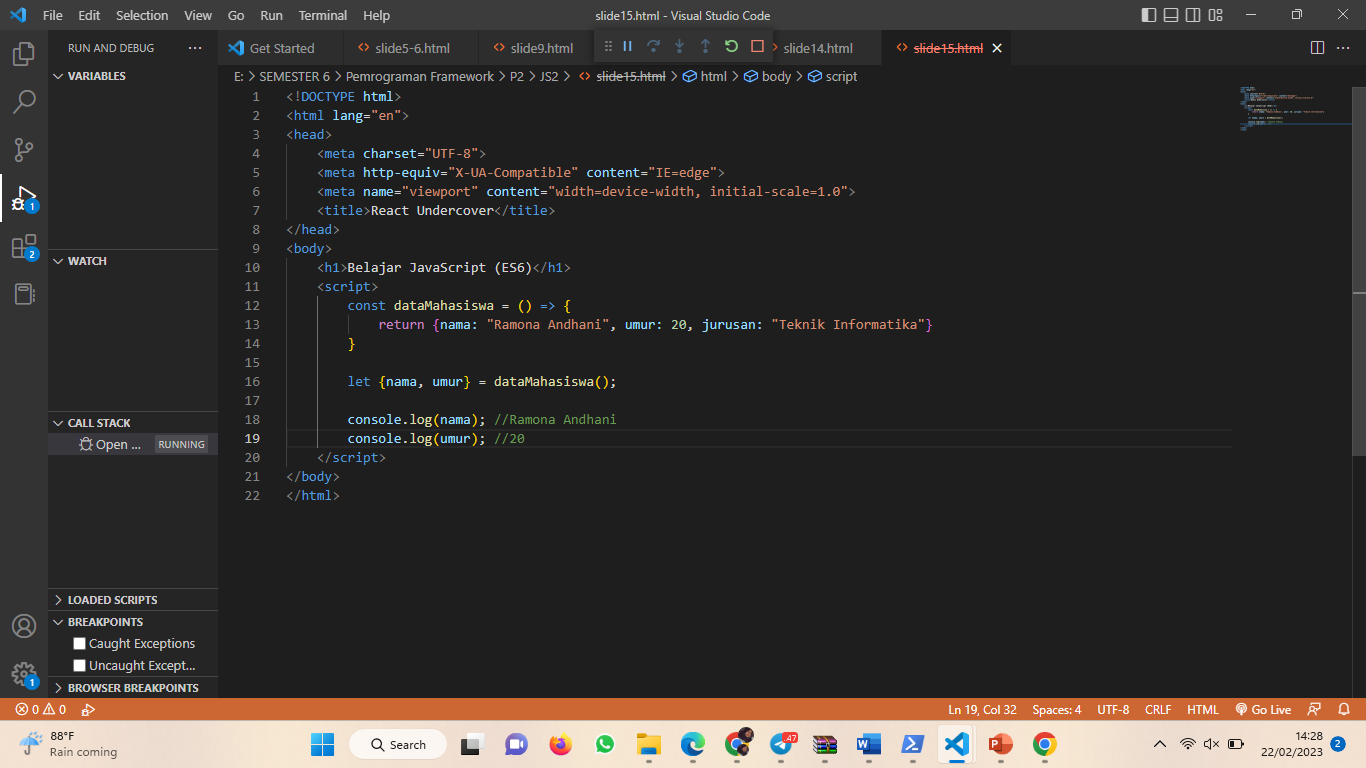 File Edit Selection View Go Run Terminal Help
slide15.html - Visual Studio Code
RUN AND DEBUG
Get Started slide5-6.html slide9.html slide14.html slide15.html
E: > SEMESTER 6 > Pemrograman Framework > P2 > JS2 > slide15.html > html > body > script
VARIABLES
WATCH
CALL STACK
Open ... RUNNING
LOADED SCRIPTS
BREAKPOINTS
Caught Exceptions
Uncaught Except...
BROWSER BREAKPOINTS
1
2
1
1 <!DOCTYPE html>
2 <html lang="en">
3 <head>
4 <meta charset="UTF-8">
5 <meta http-equiv="X-UA-Compatible" content="IE=edge">
6 <meta name="viewport" content="width=device-width, initial-scale=1.0">
7 <title>React Undercover</title>
8 </head>
9 <body>
10 <h1>Belajar JavaScript (ES6)</h1>
11 <script>
12 const dataMahasiswa = () => {
13 return {nama: "Ramona Andhani", umur: 20, jurusan: "Teknik Informatika"}
14 }
15
16 let {nama, umur} = dataMahasiswa();
17
18 console.log(nama); //Ramona Andhani
19 console.log(umur); //20
20 </script>
21 </body>
22 </html>
0 0
Ln 19, Col 32 Spaces: 4 UTF-8 CRLF HTML Go Live
88°F
Rain coming
Search
47
14:28
22/02/2023
2